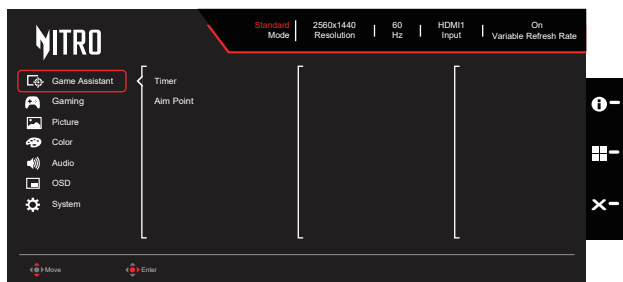 NITRO
Standard 2560x1440 60 HDMI1 On
Mode Resolution Hz Input Variable Refresh Rate
Game Assistant Timer
Gaming Aim Point
Picture
Color
Audio
OSD
System
Move Enter